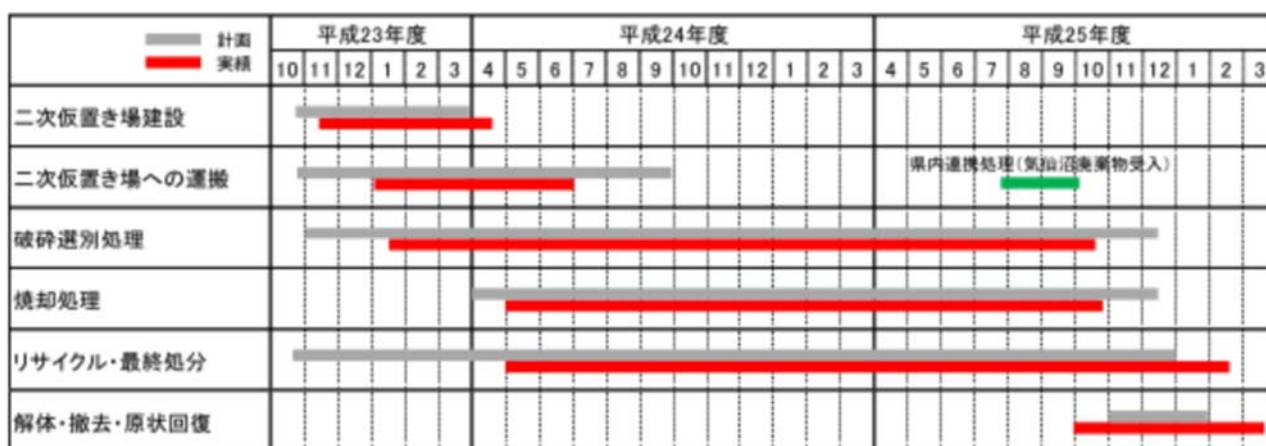 計画
実績
平成23年度 平成24年度 平成25年度
10 11 12 1 2 3 4 5 6 7 8 9 10 11 12 1 2 3 4 5 6 7 8 9 10 11 12 1 2 3
二次仮置き場建設
二次仮置き場への運搬
県内連携処理(気仙沼廃棄物受入)
破砕選別処理
焼却処理
リサイクル・最終処分
解体・撤去・原状回復